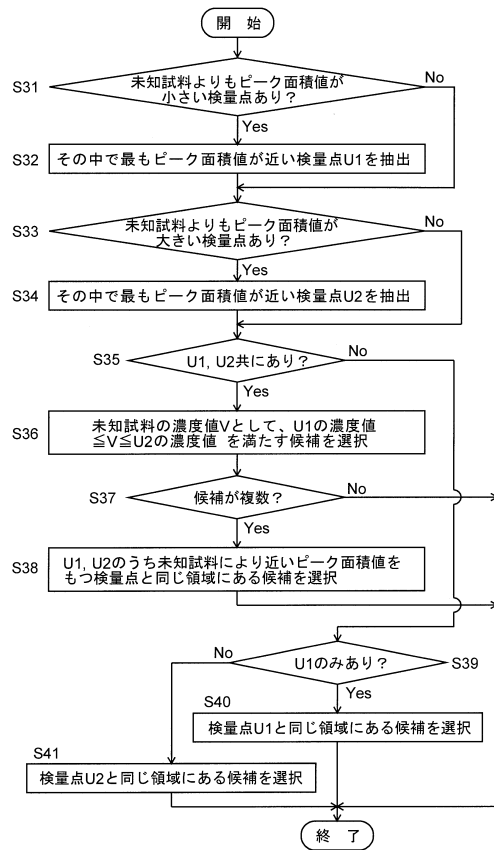 開 始
S31
未知試料よりもピーク面積値が
小さい検量点あり？
No
Yes
S32
その中で最もピーク面積値が近い検量点U1を抽出
S33
未知試料よりもピーク面積値が
大きい検量点あり？
No
Yes
S34
その中で最もピーク面積値が近い検量点U2を抽出
S35
U1, U2共にあり？
No
Yes
S36
未知試料の濃度値Vとして、U1の濃度値
≦V≦U2の濃度値 を満たす候補を選択
S37
候補が複数？
No
Yes
S38
U1, U2のうち未知試料により近いピーク面積値を
もつ検量点と同じ領域にある候補を選択
No
U1のみあり？
S39
Yes
S40
検量点U1と同じ領域にある候補を選択
S41
検量点U2と同じ領域にある候補を選択
終 了